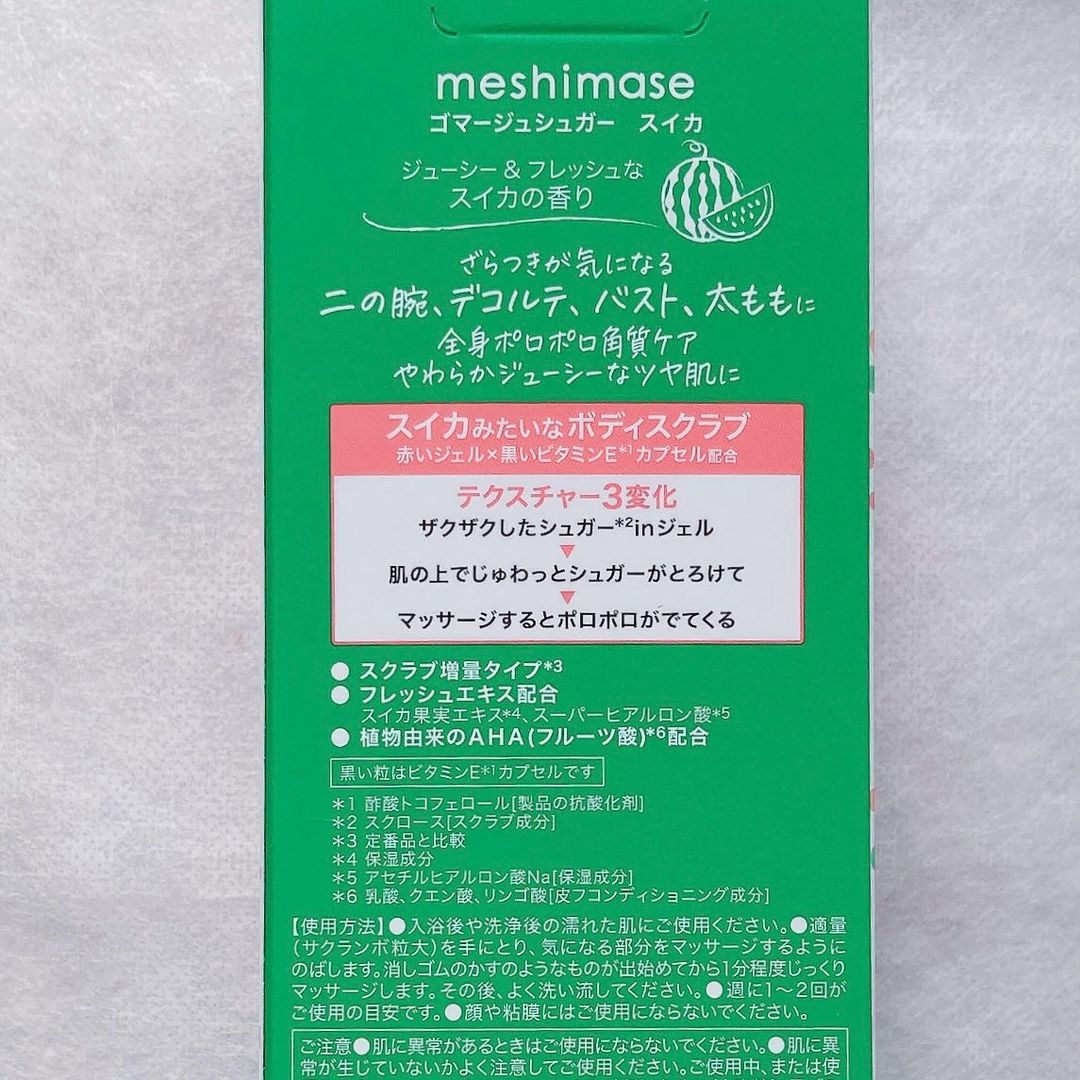 meshimase
ゴマージュシュガー　スイカ
ジューシー & フレッシュな
スイカの香り
ざらつきが気になる
二の腕、デコルテ、バスト、太ももに
全身ポロポロ角質ケア
やわらかジューシーなツヤ肌に
スイカみたいなボディスクラブ
赤いジェル×黒いビタミンE*1カプセル配合
テクスチャー3変化
ザクザクしたシュガー*2inジェル
▼
肌の上でじゅわっとシュガーがとろけて
▼
マッサージするとポロポロがでてくる
● スクラブ増量タイプ*3
● フレッシュエキス配合
スイカ果実エキス*4、スーパーヒアルロン酸*5
● 植物由来のAHA(フルーツ酸)*6配合
黒い粒はビタミンE*1カプセルです
*1 酢酸トコフェロール[製品の抗酸化剤]
*2 スクロース[スクラブ成分]
*3 定番品と比較
*4 保湿成分
*5 アセチルヒアルロン酸Na[保湿成分]
*6 乳酸、クエン酸、リンゴ酸[皮フコンディショニング成分]
【使用方法】●入浴後や洗浄後の濡れた肌にご使用ください。●適量
（サクランボ粒大）を手にとり、気になる部分をマッサージするように
のばします。消しゴムのかすのようなものが出始めてから1分程度じっくり
マッサージします。その後、よく洗い流してください。●週に1〜2回が
ご使用の目安です。●顔や粘膜にはご使用にならないでください。
ご注意●肌に異常があるときはご使用にならないでください。●肌に異
常が生じていないかよく注意してご使用ください。ご使用中、または使